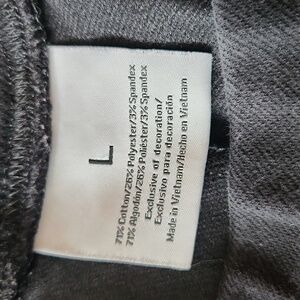 L
71% Cotton/26% Polyester/3% Spandex
71% Algodón/26% Poliéster/3% Spandex
Exclusive of decoration/
Exclusivo para decoración
Made in Vietnam/Hecho en Vietnam